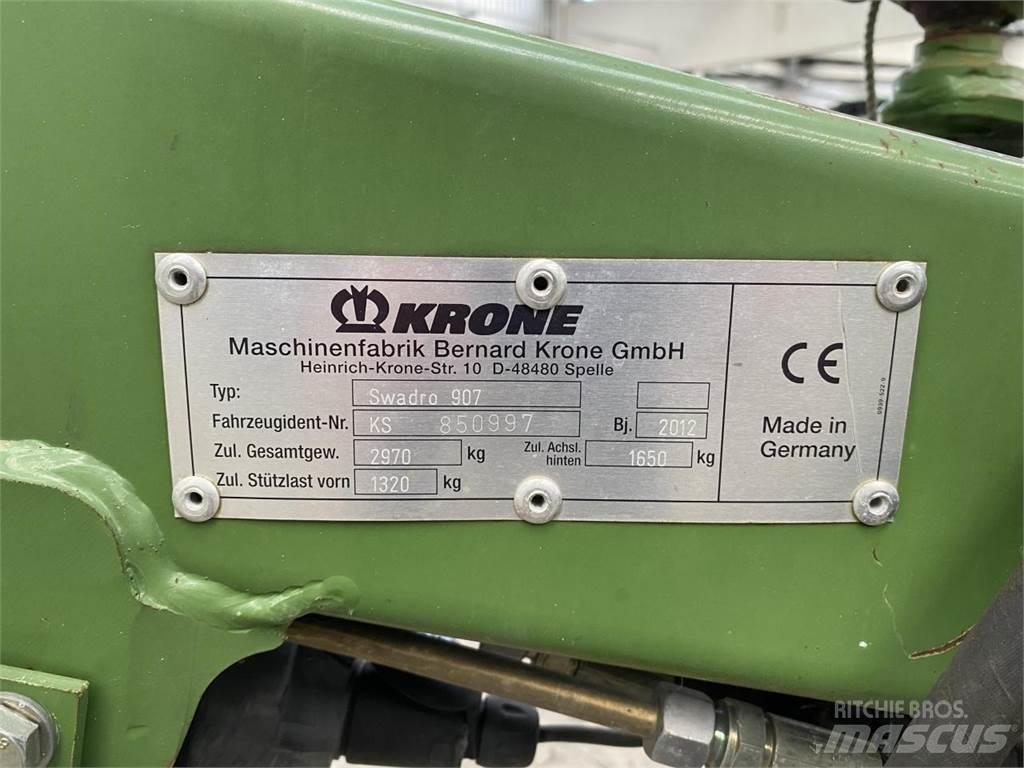 KRONE
Maschinenfabrik Bernard Krone GmbH
Heinrich-Krone-Str. 10 D-48480 Spelle
Typ: Swadro 907
Fahrzeugident-Nr. KS 850997 Bj. 2012
Zul. Gesamtgew. 2970 kg Zul. Achsl. hinten 1650 kg
Zul. Stützlast vorn 1320 kg
CE
Made in
Germany
RITCHIE BROS.
MASCUS